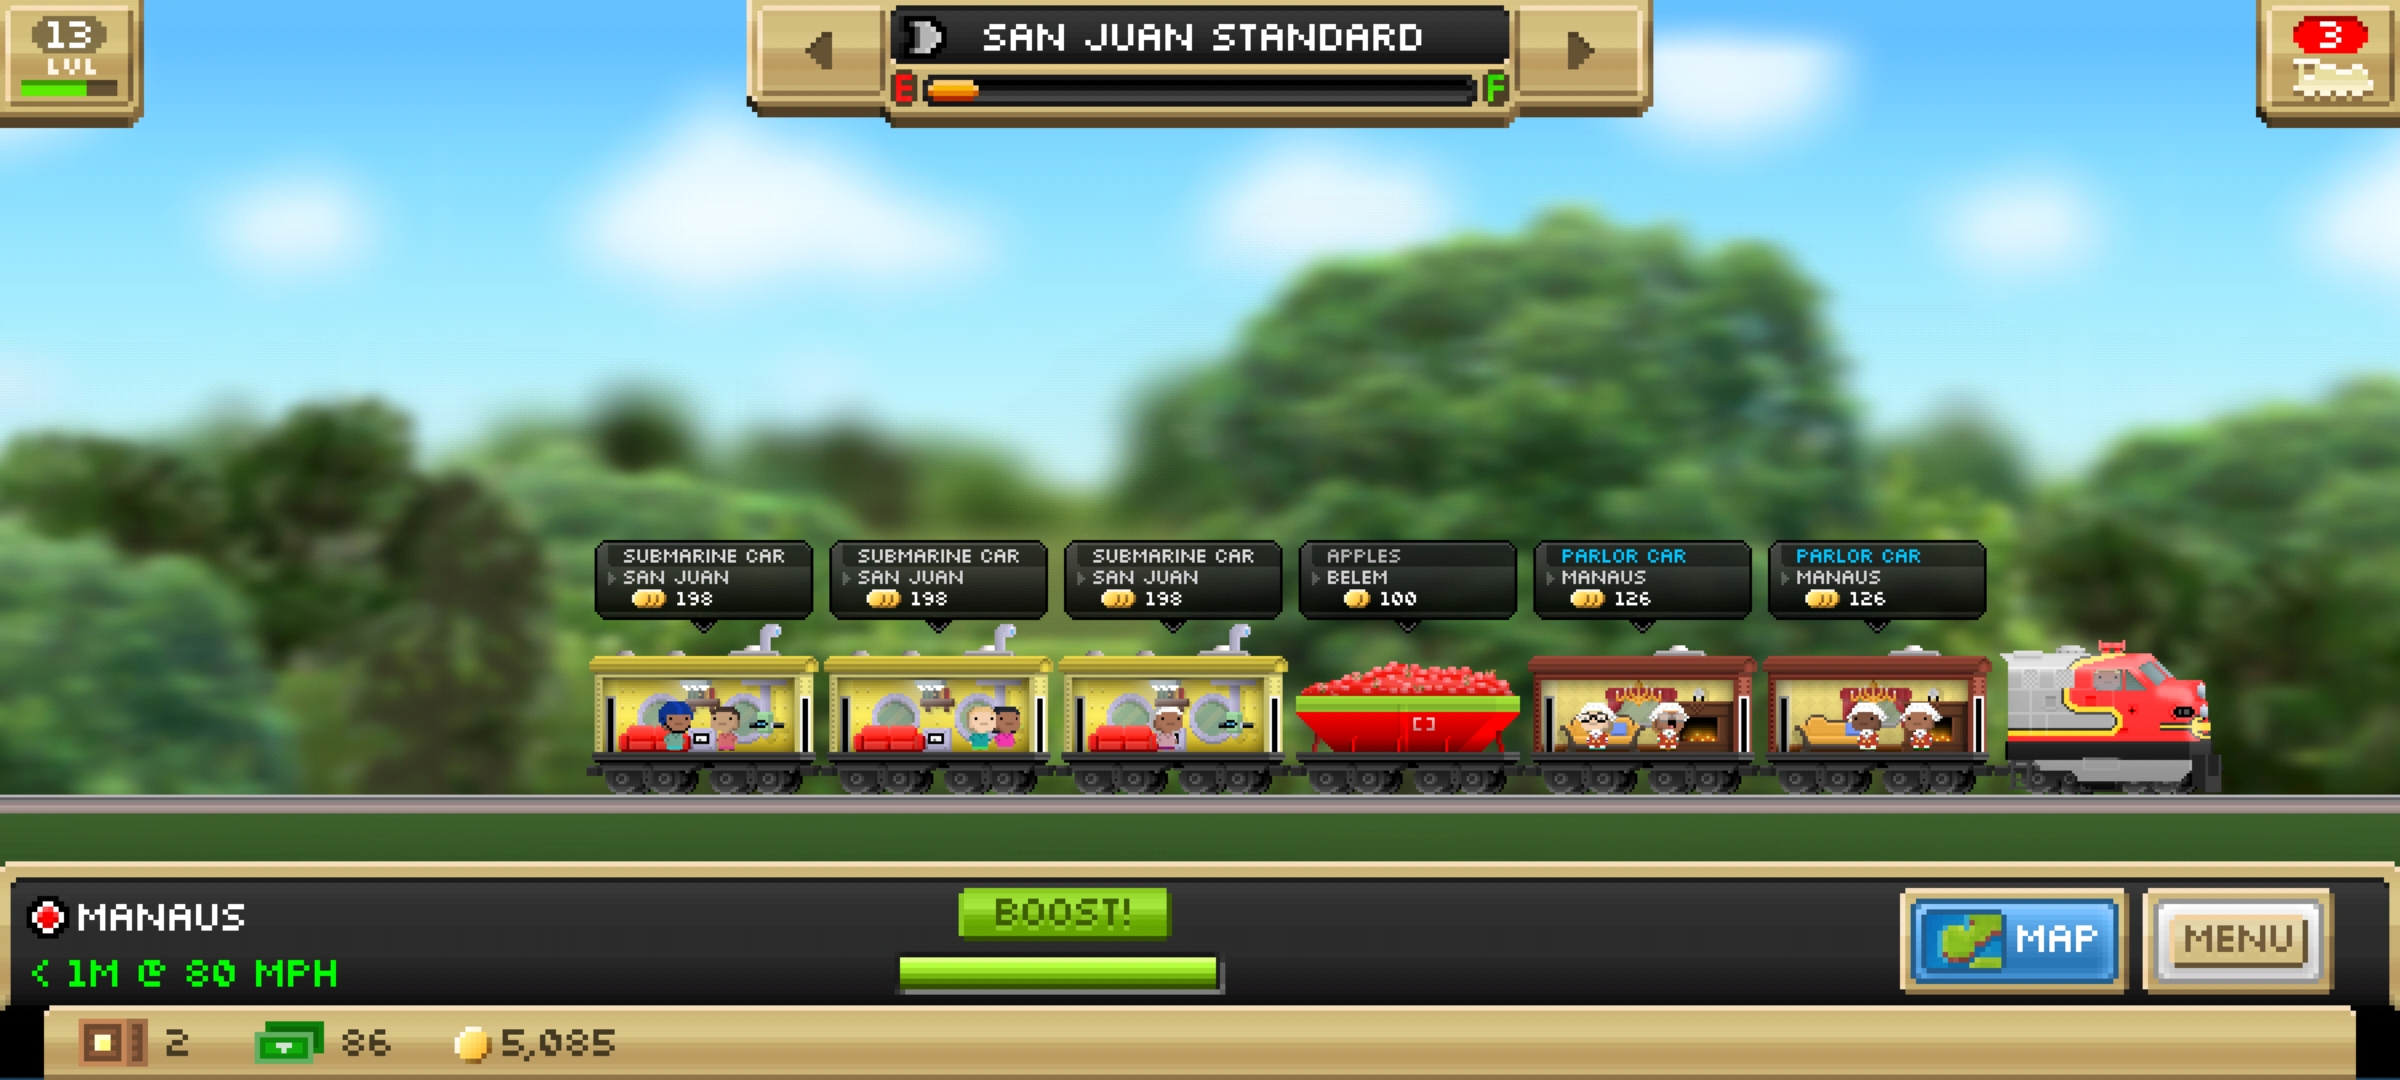 13
LVL
SAN JUAN STANDARD
E F
3
SUBMARINE CAR
SAN JUAN
198
SUBMARINE CAR
SAN JUAN
198
SUBMARINE CAR
SAN JUAN
198
APPLES
BELEM
100
PARLOR CAR
MANAUS
126
PARLOR CAR
MANAUS
126
MANAUS
< 1M @ 80 MPH
BOOST!
MAP
MENU
2
86
5,085